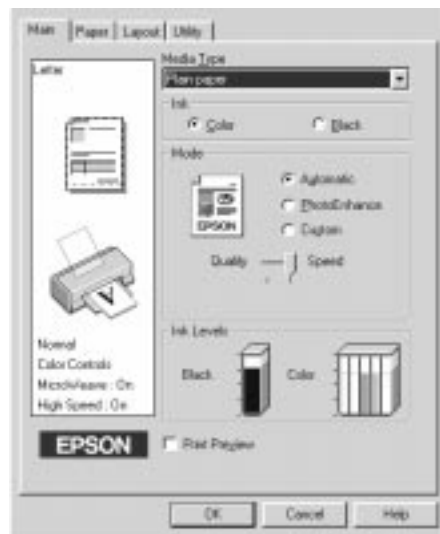 Main Paper Layout Utility
Letter
Media Type
Plain paper
Ink
Color Black
Mode
EPSON
Automatic
PhotoEnhance
Custom
Quality Speed
Normal
Color Controls
MicroWeave : On
High Speed : On
Ink Levels
Black Color
EPSON
Print Preview
OK Cancel Help